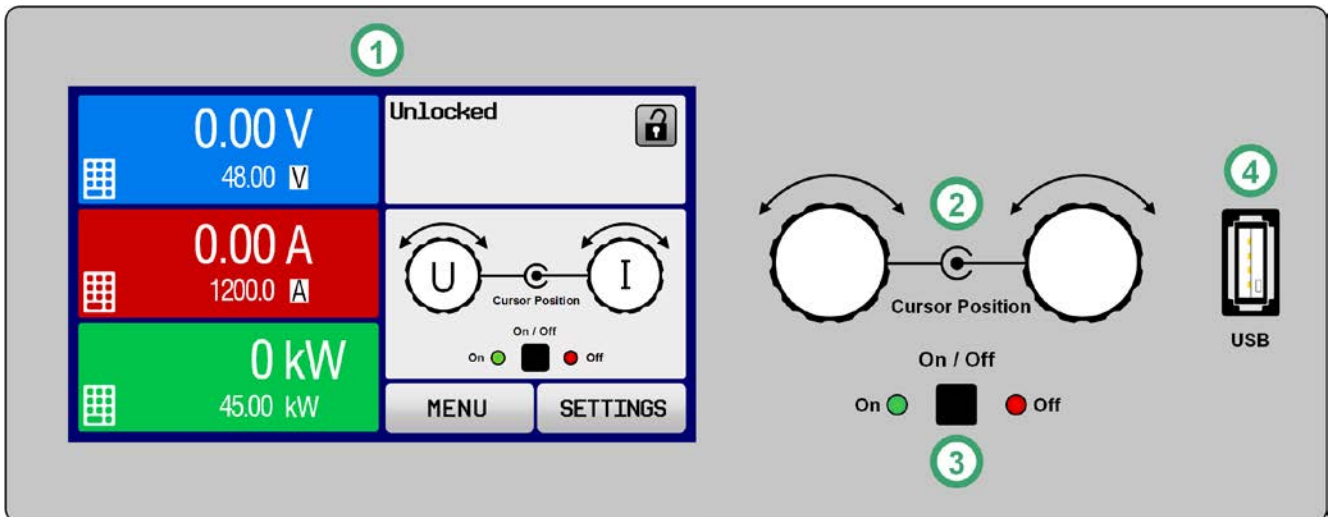 1
0.00 V
48.00 V
0.00 A
1200.0 A
0 kW
45.00 kW
Unlocked
U I
Cursor Position
On / Off
On Off
MENU SETTINGS
2
Cursor Position
On / Off
On Off
3
4
USB